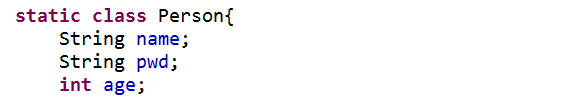 static class Person{
    String name;
    String pwd;
    int age;